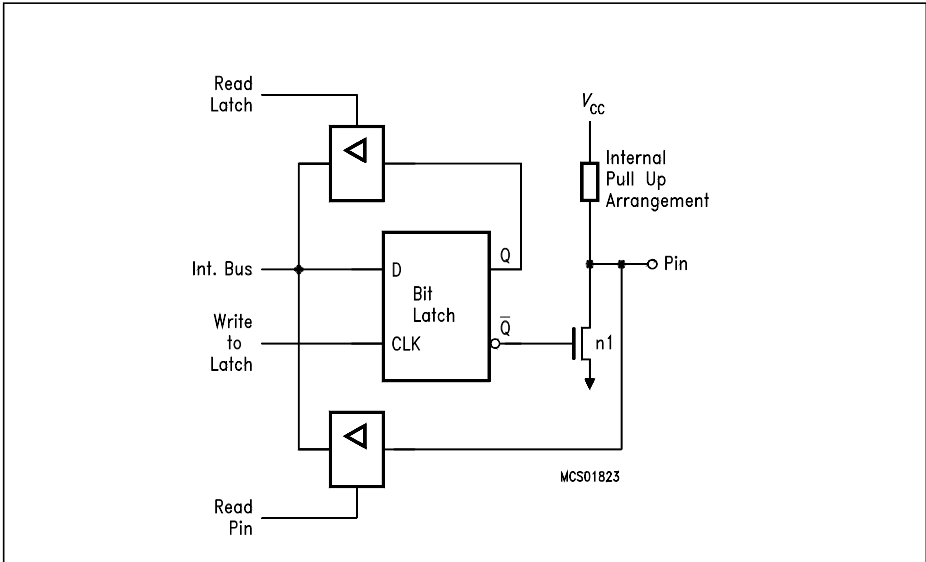 Read
Latch
VCC
Internal
Pull Up
Arrangement
Q
Int. Bus
D
Pin
Bit
Latch
Write
to
Latch
CLK
Q̅
n1
MCS01823
Read
Pin